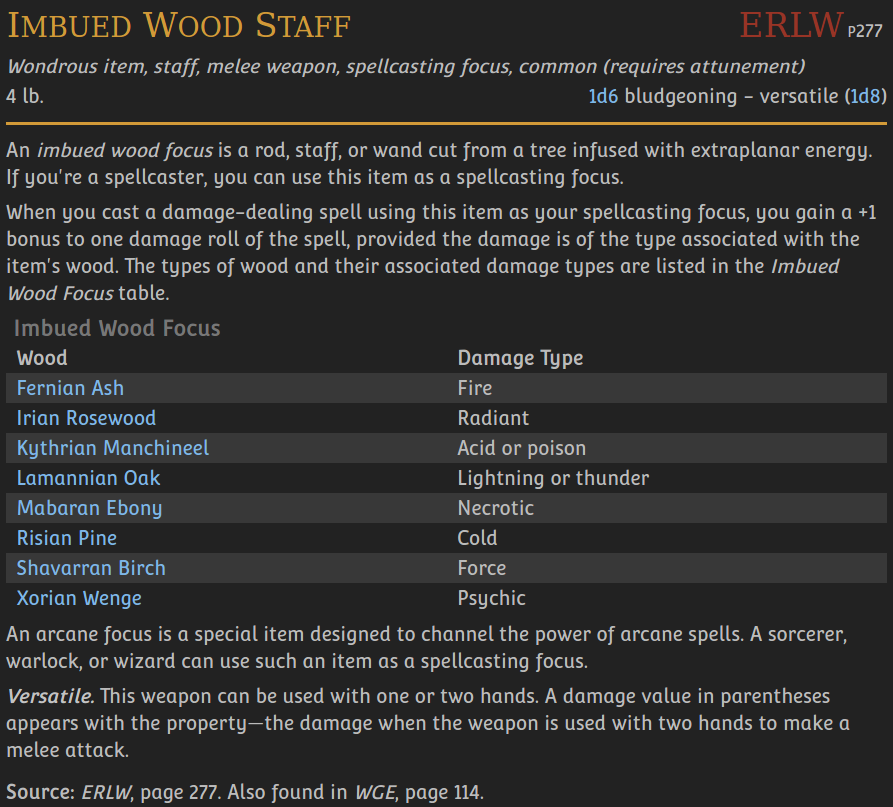 Imbued Wood Staff ERLW P277
Wondrous item, staff, melee weapon, spellcasting focus, common (requires attunement)
4 lb. 1d6 bludgeoning - versatile (1d8)
An imbued wood focus is a rod, staff, or wand cut from a tree infused with extraplanar energy.
If you're a spellcaster, you can use this item as a spellcasting focus.
When you cast a damage-dealing spell using this item as your spellcasting focus, you gain a +1
bonus to one damage roll of the spell, provided the damage is of the type associated with the
item's wood. The types of wood and their associated damage types are listed in the Imbued
Wood Focus table.
Imbued Wood Focus
Wood Damage Type
Fernian Ash Fire
Irian Rosewood Radiant
Kythrian Manchineel Acid or poison
Lamannian Oak Lightning or thunder
Mabaran Ebony Necrotic
Risian Pine Cold
Shavarran Birch Force
Xorian Wenge Psychic
An arcane focus is a special item designed to channel the power of arcane spells. A sorcerer,
warlock, or wizard can use such an item as a spellcasting focus.
Versatile. This weapon can be used with one or two hands. A damage value in parentheses
appears with the property—the damage when the weapon is used with two hands to make a
melee attack.
Source: ERLW, page 277. Also found in WGE, page 114.